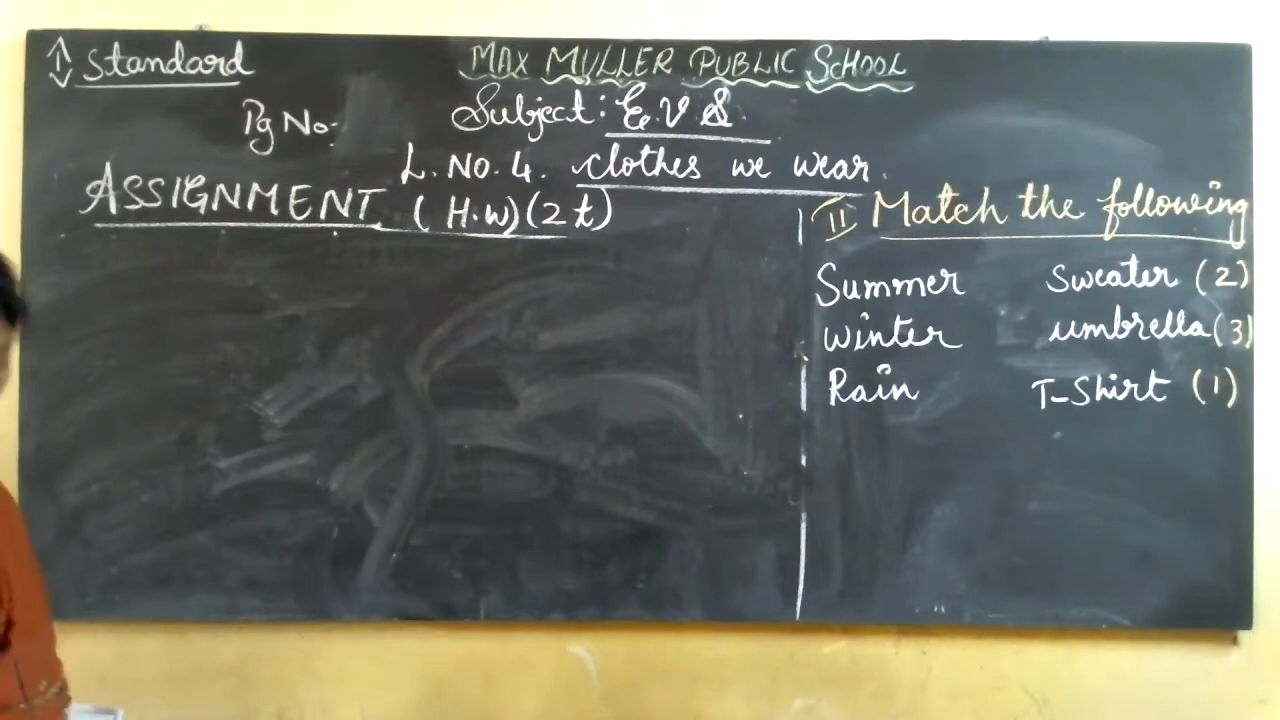 I Standard
MAX MULLER PUBLIC SCHOOL
Pg No:-
Subject: E.V.S.
L. No. 4. clothes we wear.
ASSIGNMENT (H.W) (2t)
II Match the following
Summer Sweater (2)
Winter umbrella (3)
Rain T-Shirt (1)